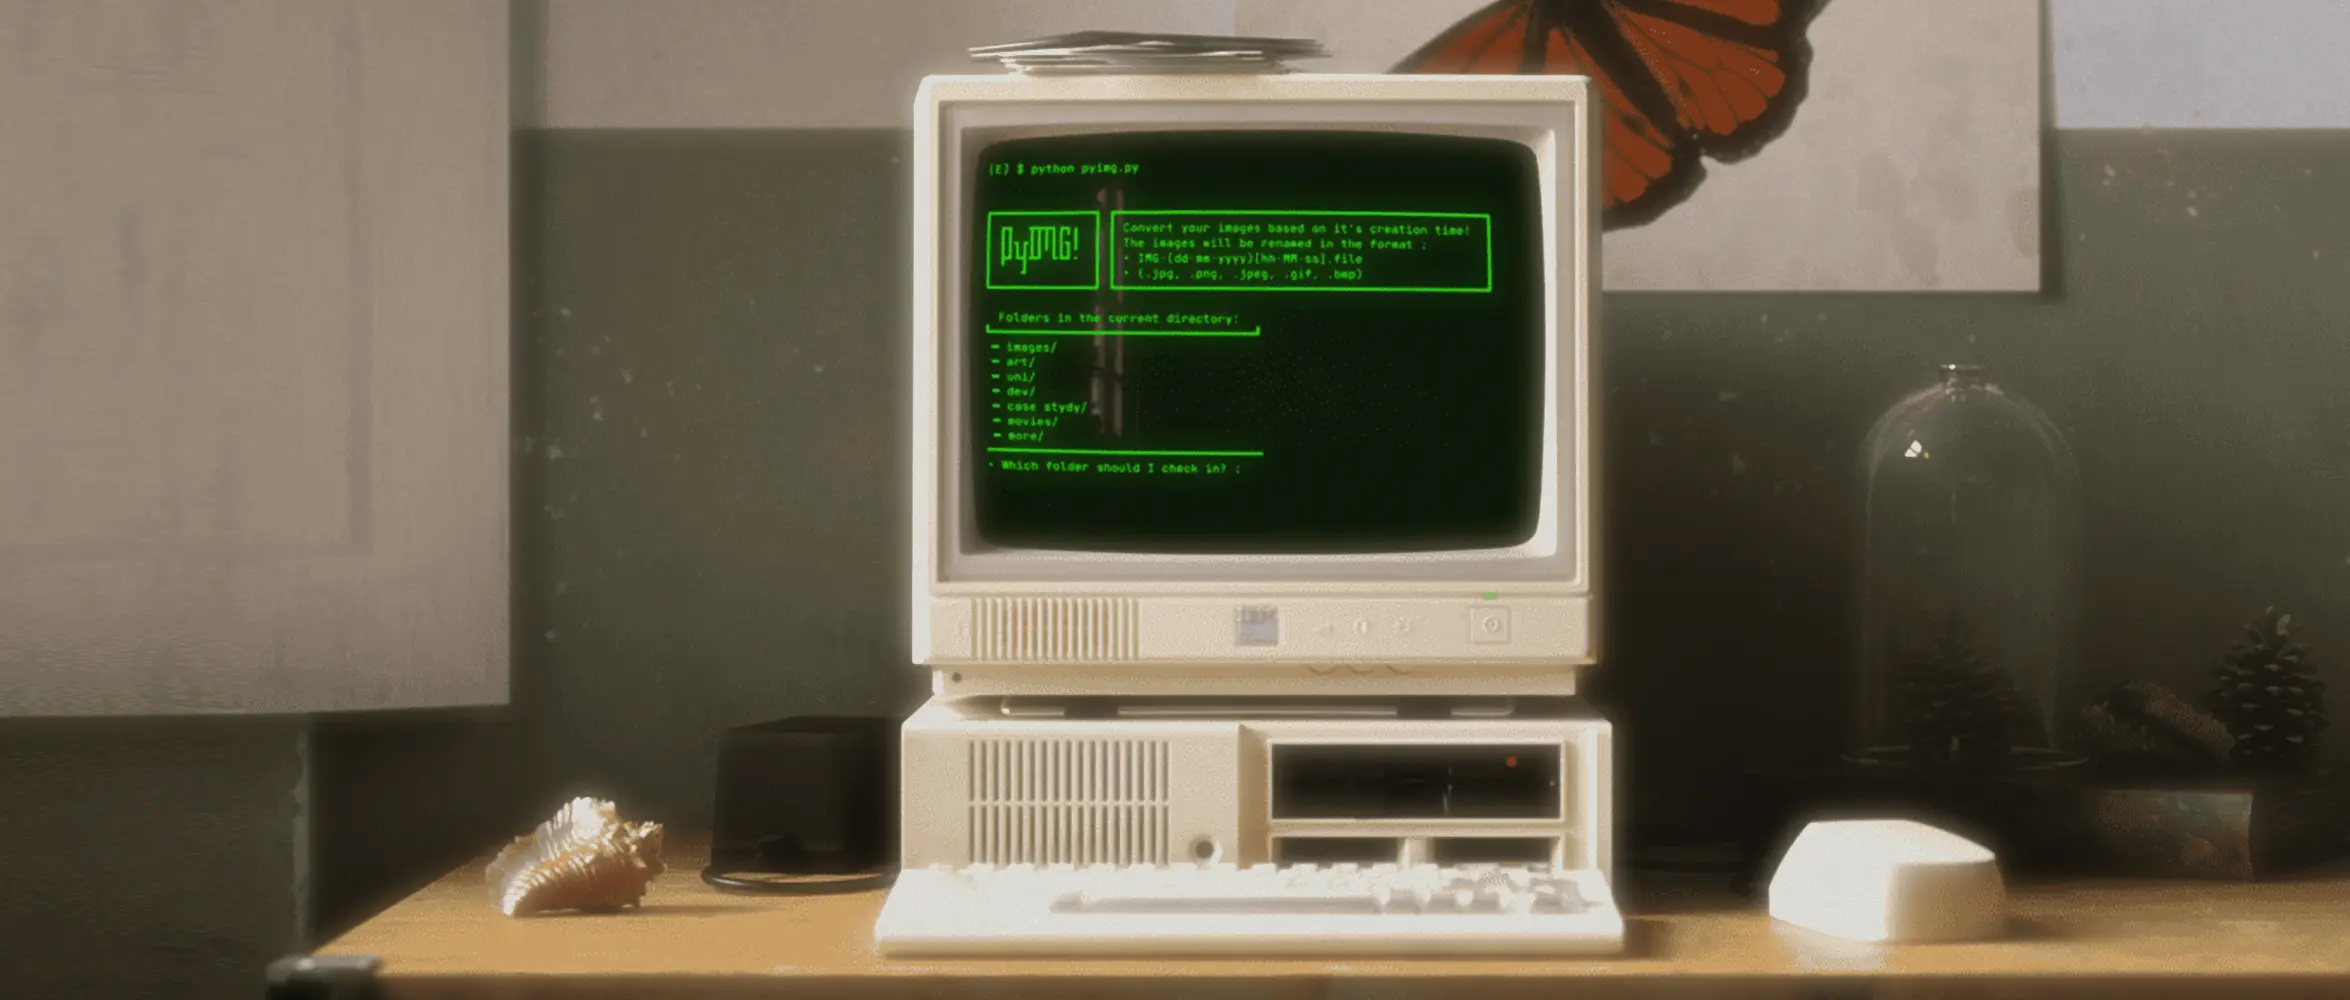 (E) $ python pyimg.py
PyIMG!
Convert your images based on it's creation time!
The images will be renamed in the format :
• IMG-(dd-mm-yyyy)[hh-MM-ss].file
• (.jpg, .png, .jpeg, .gif, .bmp)
Folders in the current directory:
- images/
- art/
- uni/
- dev/
- case stydy/
- movies/
- more/
• Which folder should I check in? :